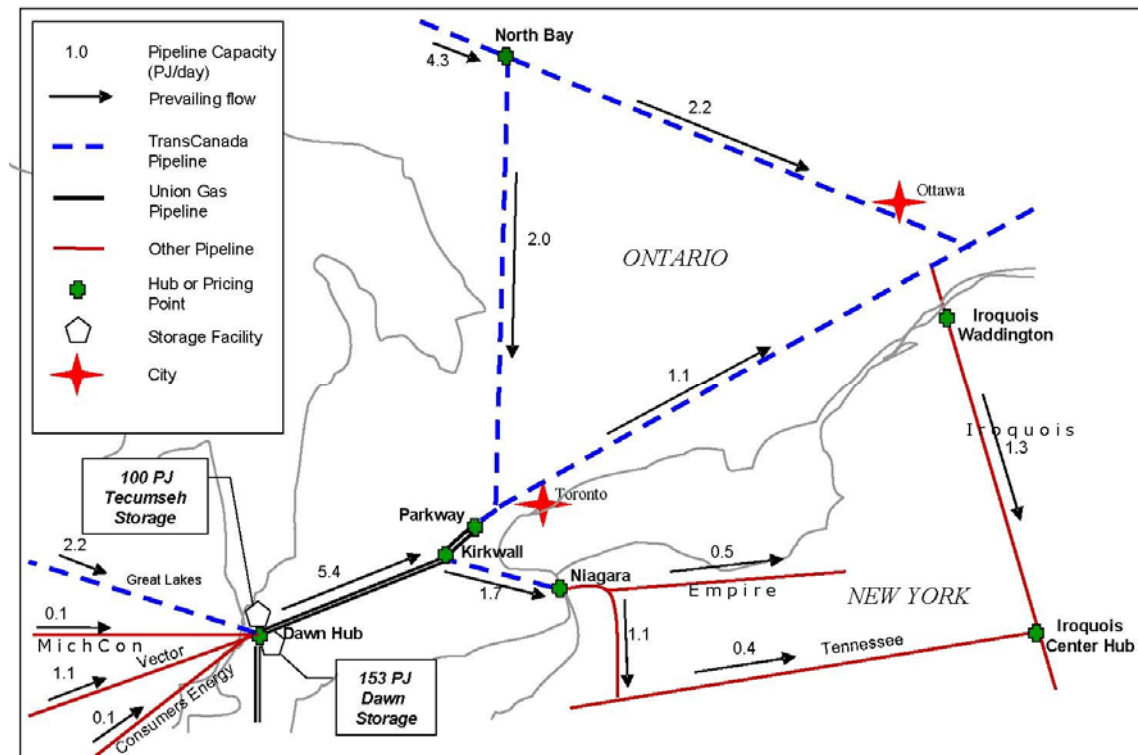 1.0
Pipeline Capacity
(PJ/day)
Prevailing flow
TransCanada
Pipeline
Union Gas
Pipeline
Other Pipeline
Hub or Pricing
Point
Storage Facility
City
North Bay
4.3
2.2
Ottawa
2.0
ONTARIO
Iroquois
Waddington
1.1
Iroquois
1.3
100 PJ
Tecumseh
Storage
Toronto
Parkway
Kirkwall
2.2
Great Lakes
5.4
1.7
Niagara
0.5
Empire
NEW YORK
0.1
MichCon
Dawn Hub
1.1
Iroquois
Center Hub
Vector
1.1
0.4
Tennessee
153 PJ
Dawn
Storage
0.1
Consumers Energy